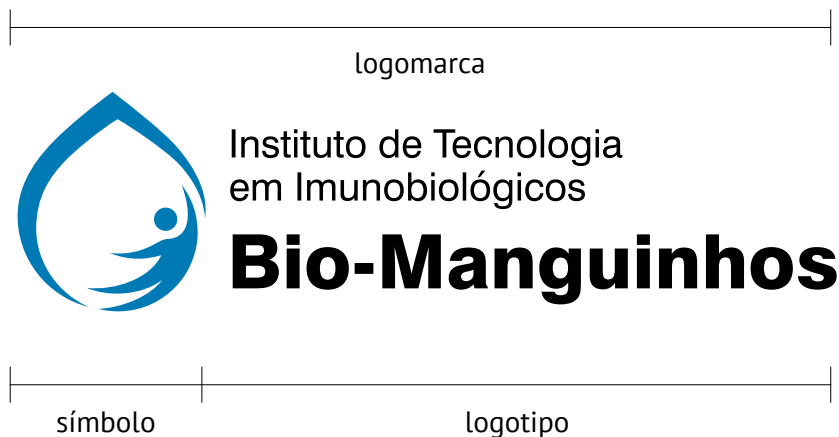 logomarca
Instituto de Tecnologia
em Imunobiológicos
Bio-Manguinhos
símbolo
logotipo